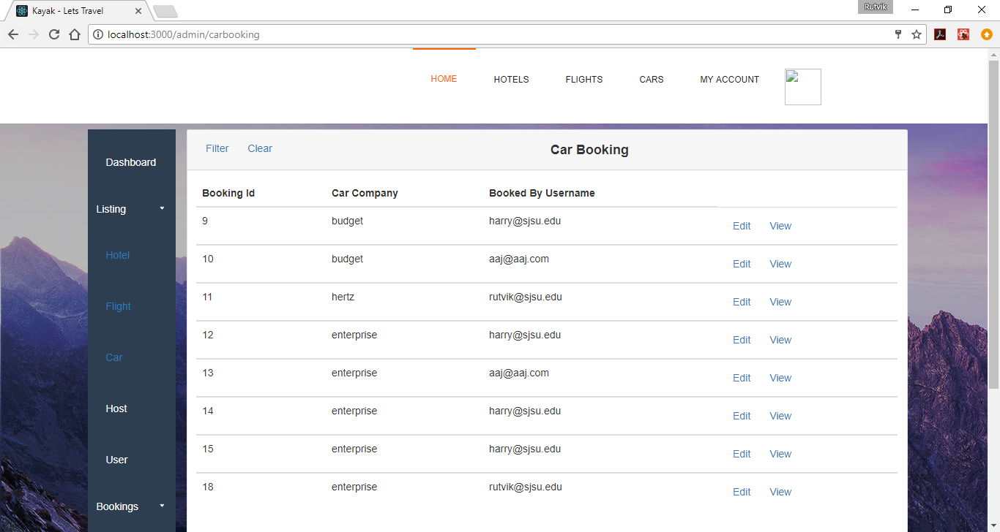 Kayak - Lets Travel
Rutvik
localhost:3000/admin/carbooking
HOME HOTELS FLIGHTS CARS MY ACCOUNT
Dashboard
Listing
Hotel
Flight
Car
Host
User
Bookings
Filter Clear Car Booking
Booking Id Car Company Booked By Username
9 budget harry@sjsu.edu Edit View
10 budget aaj@aaj.com Edit View
11 hertz rutvik@sjsu.edu Edit View
12 enterprise harry@sjsu.edu Edit View
13 enterprise aaj@aaj.com Edit View
14 enterprise harry@sjsu.edu Edit View
15 enterprise harry@sjsu.edu Edit View
18 enterprise rutvik@sjsu.edu Edit View